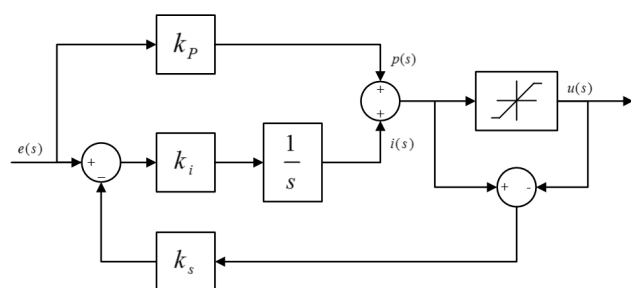 k_P
p(s)
+
+
u(s)
e(s)
+
−
k_i
1
s
i(s)
+
-
k_s